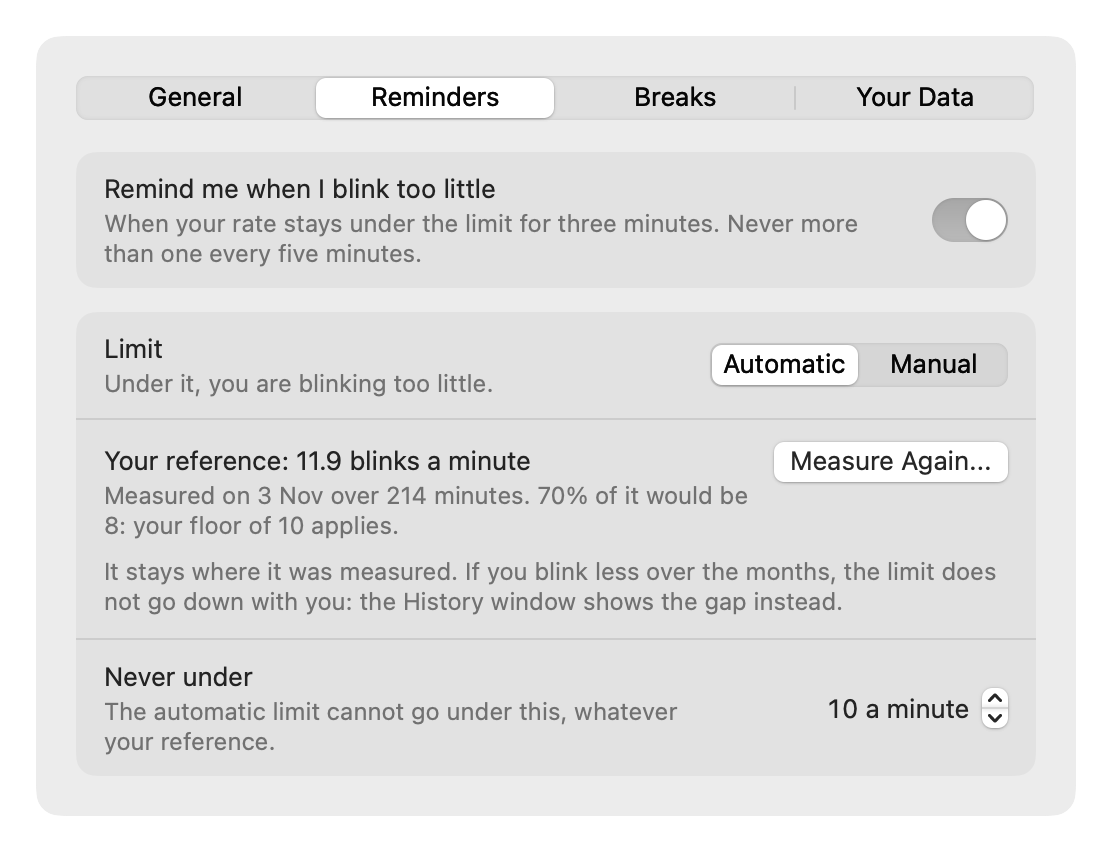 General
Reminders
Breaks
Your Data
Remind me when I blink too little
When your rate stays under the limit for three minutes. Never more
than one every five minutes.
Limit
Under it, you are blinking too little.
Automatic
Manual
Your reference: 11.9 blinks a minute
Measure Again...
Measured on 3 Nov over 214 minutes. 70% of it would be
8: your floor of 10 applies.
It stays where it was measured. If you blink less over the months, the limit does
not go down with you: the History window shows the gap instead.
Never under
The automatic limit cannot go under this, whatever
your reference.
10 a minute